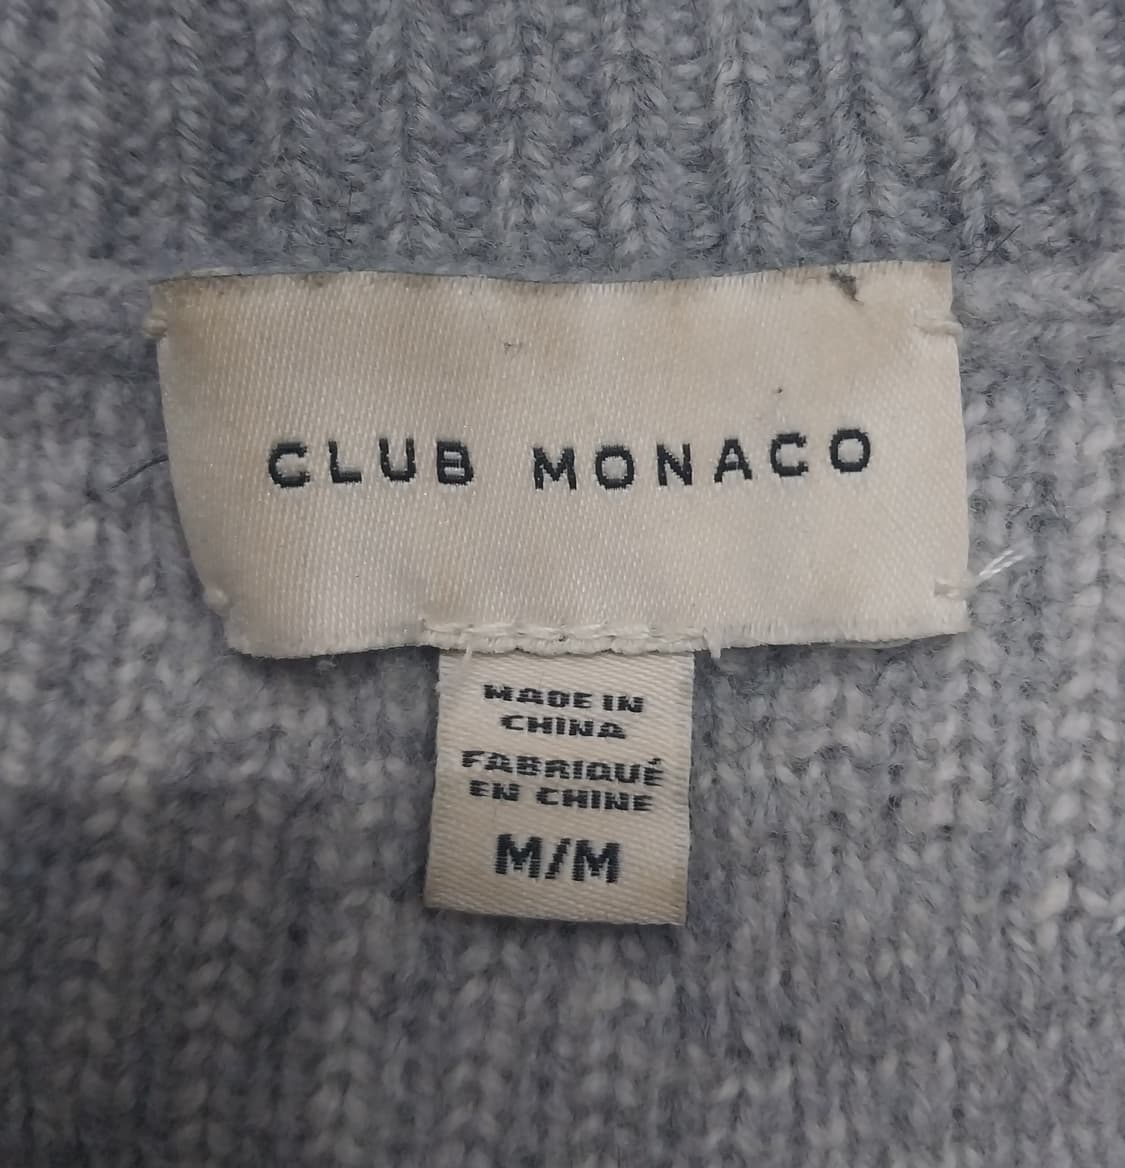 CLUB MONACO
MADE IN
CHINA
FABRIQUÉ
EN CHINE
M/M